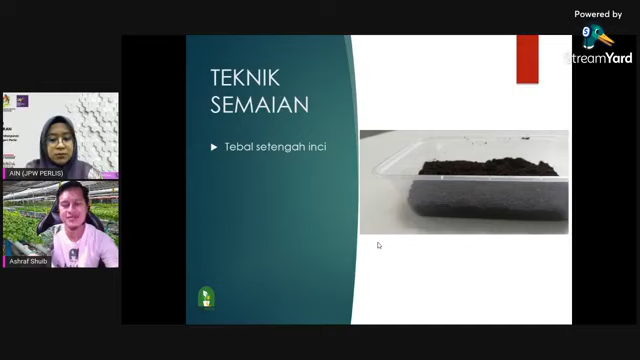 Powered by
StreamYard
TEKNIK
SEMAIAN
Tebal setengah inci
AIN (JPW PERLIS)
Ashraf Shuib